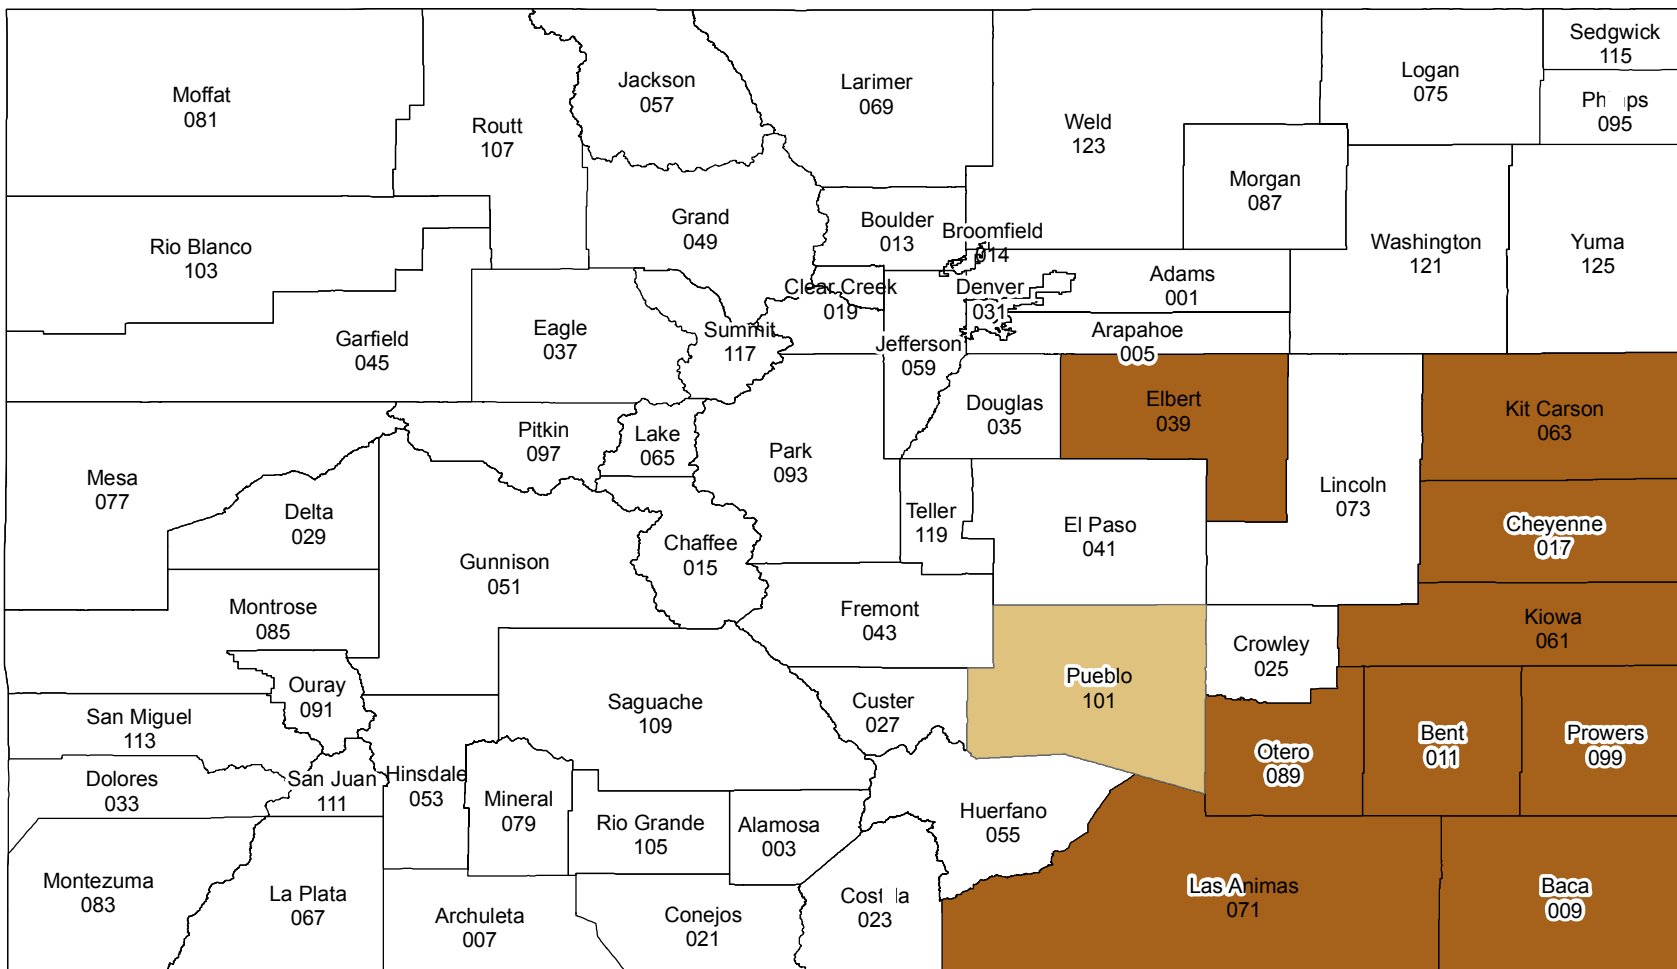 Moffat
081
Routt
107
Jackson
057
Larimer
069
Weld
123
Logan
075
Sedgwick
115
095
Morgan
087
Rio Blanco
103
Grand
049
Boulder
013
Broomfield
014
Washington
121
Yuma
125
Garfield
045
Eagle
037
Summit
117
Clear Creek
019
Jefferson
059
Denver
031
Adams
001
Arapahoe
005
Douglas
035
Elbert
039
Kit Carson
063
Mesa
077
Delta
029
Pitkin
097
Lake
065
Park
093
Teller
119
El Paso
041
Lincoln
073
Cheyenne
017
Gunnison
051
Chaffee
015
Montrose
085
Fremont
043
Kiowa
061
Ouray
091
San Miguel
113
Saguache
109
Custer
027
Pueblo
101
Crowley
025
Otero
089
Bent
011
Prowers
099
Dolores
033
San Juan
111
Hinsdale
053
Mineral
079
Rio Grande
105
Alamosa
003
Huerfano
055
Montezuma
083
La Plata
067
Archuleta
007
Conejos
021
023
Las Animas
071
Baca
009